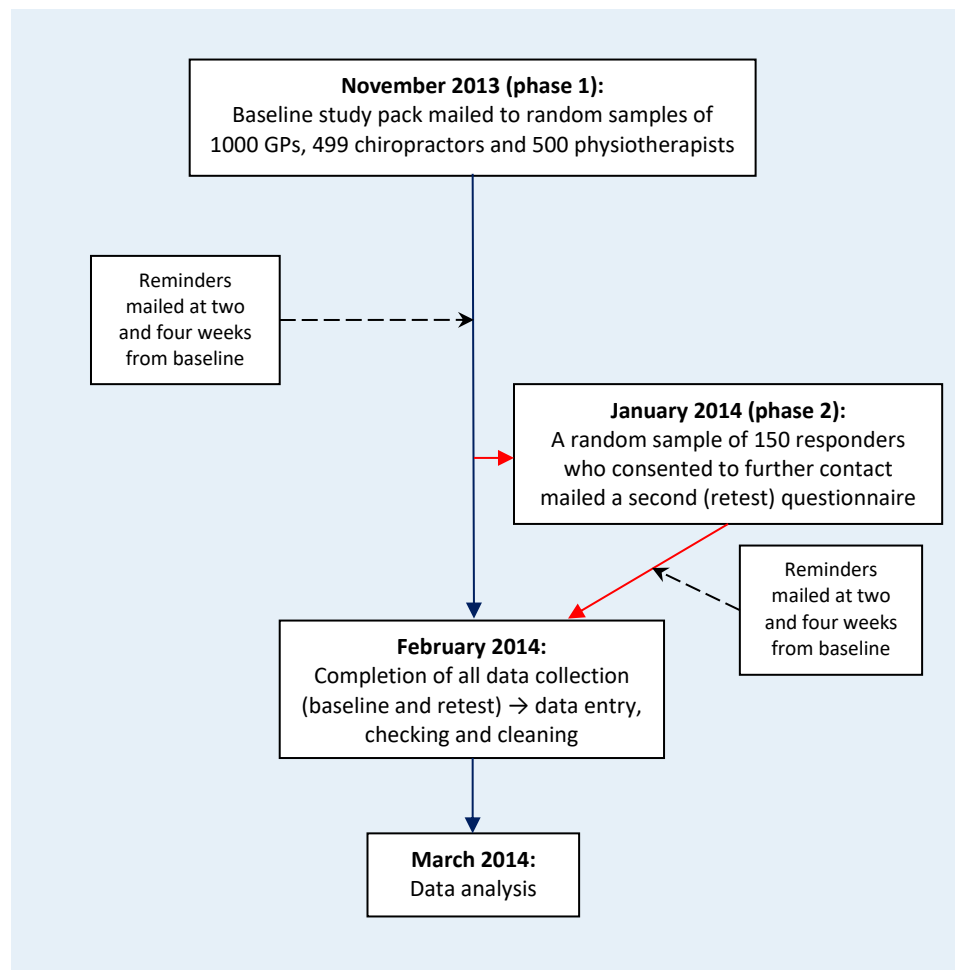 November 2013 (phase 1):
Baseline study pack mailed to random samples of
1000 GPs, 499 chiropractors and 500 physiotherapists
Reminders
mailed at two
and four weeks
from baseline
January 2014 (phase 2):
A random sample of 150 responders
who consented to further contact
mailed a second (retest) questionnaire
Reminders
mailed at two
and four weeks
from baseline
February 2014:
Completion of all data collection
(baseline and retest) → data entry,
checking and cleaning
March 2014:
Data analysis